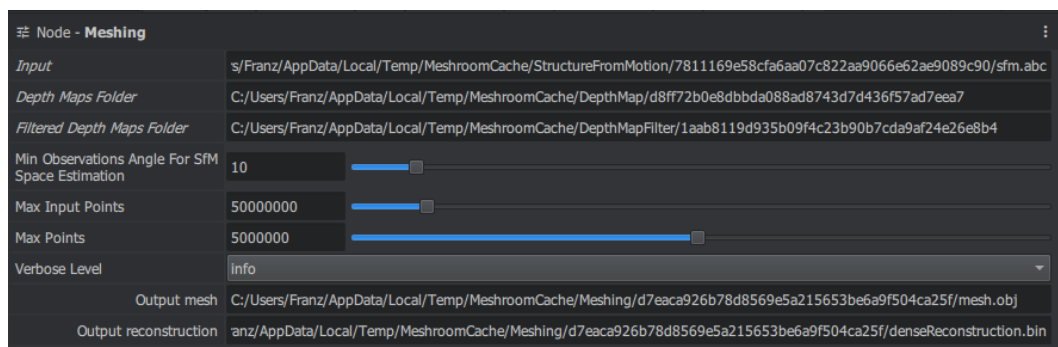 Node - Meshing
Input
s/Franz/AppData/Local/Temp/MeshroomCache/StructureFromMotion/7811169e58cfa6aa07c822aa9066e62ae9089c90/sfm.abc
Depth Maps Folder
C:/Users/Franz/AppData/Local/Temp/MeshroomCache/DepthMap/d8ff72b0e8dbbda088ad8743d7d436f57ad7eea7
Filtered Depth Maps Folder
C:/Users/Franz/AppData/Local/Temp/MeshroomCache/DepthMapFilter/1aab8119d935b09f4c23b90b7cda9af24e26e8b4
Min Observations Angle For SfM
Space Estimation
10
Max Input Points
50000000
Max Points
5000000
Verbose Level
info
Output mesh
C:/Users/Franz/AppData/Local/Temp/MeshroomCache/Meshing/d7eaca926b78d8569e5a215653be6a9f504ca25f/mesh.obj
Output reconstruction
anz/AppData/Local/Temp/MeshroomCache/Meshing/d7eaca926b78d8569e5a215653be6a9f504ca25f/denseReconstruction.bin